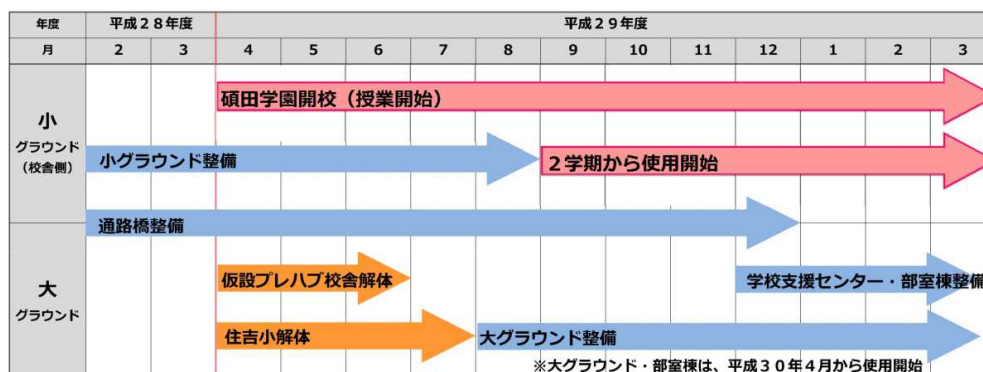 年度 平成２８年度 平成２９年度
月 2 3 4 5 6 7 8 9 10 11 12 1 2 3
小
グラウンド
（校舎側）
碩田学園開校（授業開始）
小グラウンド整備 ２学期から使用開始
通路橋整備
大
グラウンド
仮設プレハブ校舎解体 学校支援センター・部室棟整備
住吉小解体 大グラウンド整備
※大グラウンド・部室棟は、平成３０年４月から使用開始